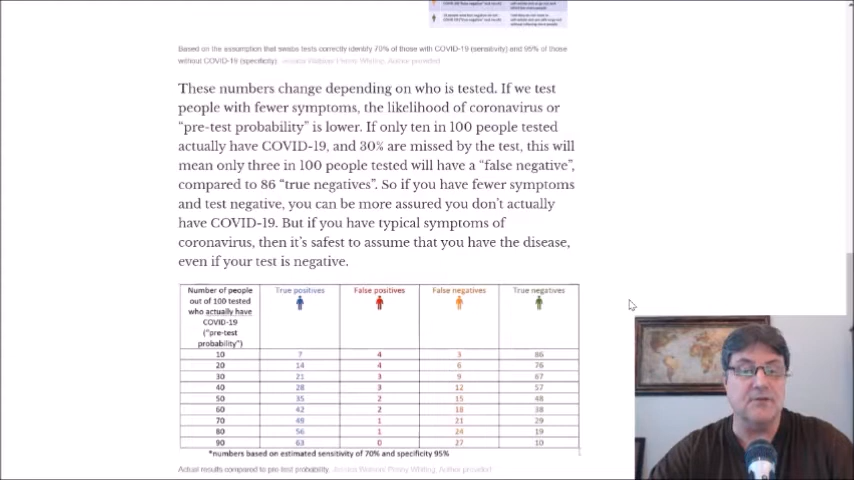 Based on the assumption that swabs tests correctly identify 70% of those with COVID-19 (sensitivity) and 95% of those
without COVID-19 (specificity). Author provided
These numbers change depending on who is tested. If we test
people with fewer symptoms, the likelihood of coronavirus or
“pre-test probability” is lower. If only ten in 100 people tested
actually have COVID-19, and 30% are missed by the test, this will
mean only three in 100 people tested will have a “false negative”,
compared to 86 “true negatives”. So if you have fewer symptoms
and test negative, you can be more assured you don’t actually
have COVID-19. But if you have typical symptoms of
coronavirus, then it’s safest to assume that you have the disease,
even if your test is negative.
Number of people
out of 100 tested
who actually have
COVID-19
("pre-test
probability")
True positives
False positives
False negatives
True negatives
10 7 4 3 86
20 14 4 6 76
30 21 3 9 67
40 28 3 12 57
50 35 2 15 48
60 42 2 18 38
70 49 1 21 29
80 56 1 24 19
90 63 0 27 10
*numbers based on estimated sensitivity of 70% and specificity 95%
Actual results compared to pre-test probability. Penny Whiting, Author provided